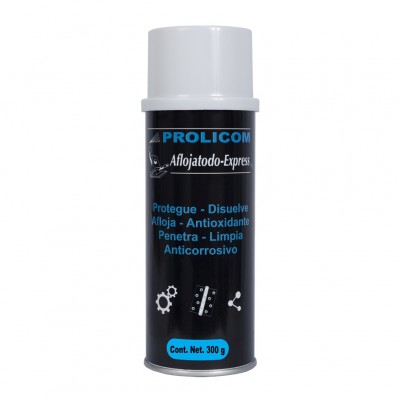 PROLICOM
Aflojatodo-Express
Protegue - Disuelve
Afloja - Antioxidante
Penetra - Limpia
Anticorrosivo
Cont. Net. 300 g